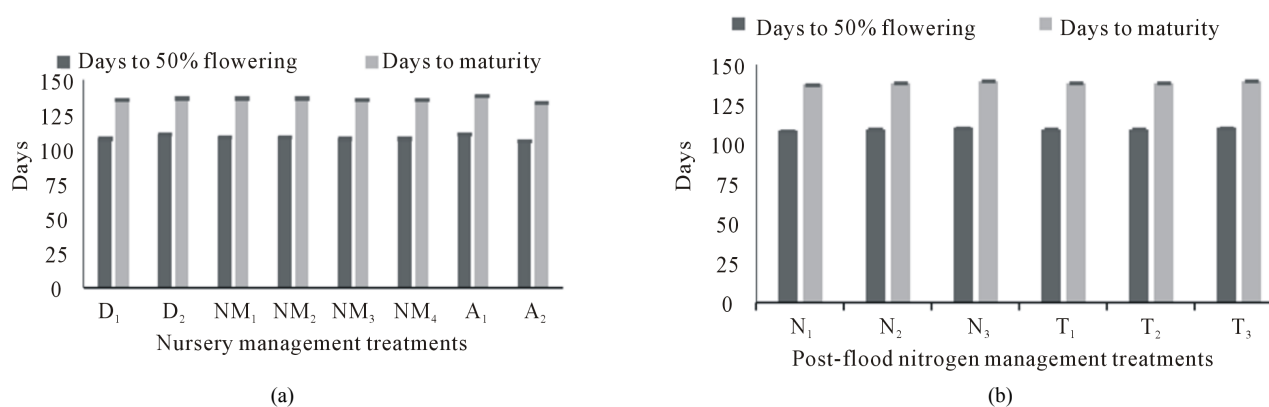 Days to 50% flowering Days to maturity
150
125
100
75
50
25
0
Days
D₁ D₂ NM₁ NM₂ NM₃ NM₄ A₁ A₂
Nursery management treatments
(a)
Days to 50% flowering Days to maturity
150
125
100
75
50
25
0
Days
N₁ N₂ N₃ T₁ T₂ T₃
Post-flood nitrogen management treatments
(b)